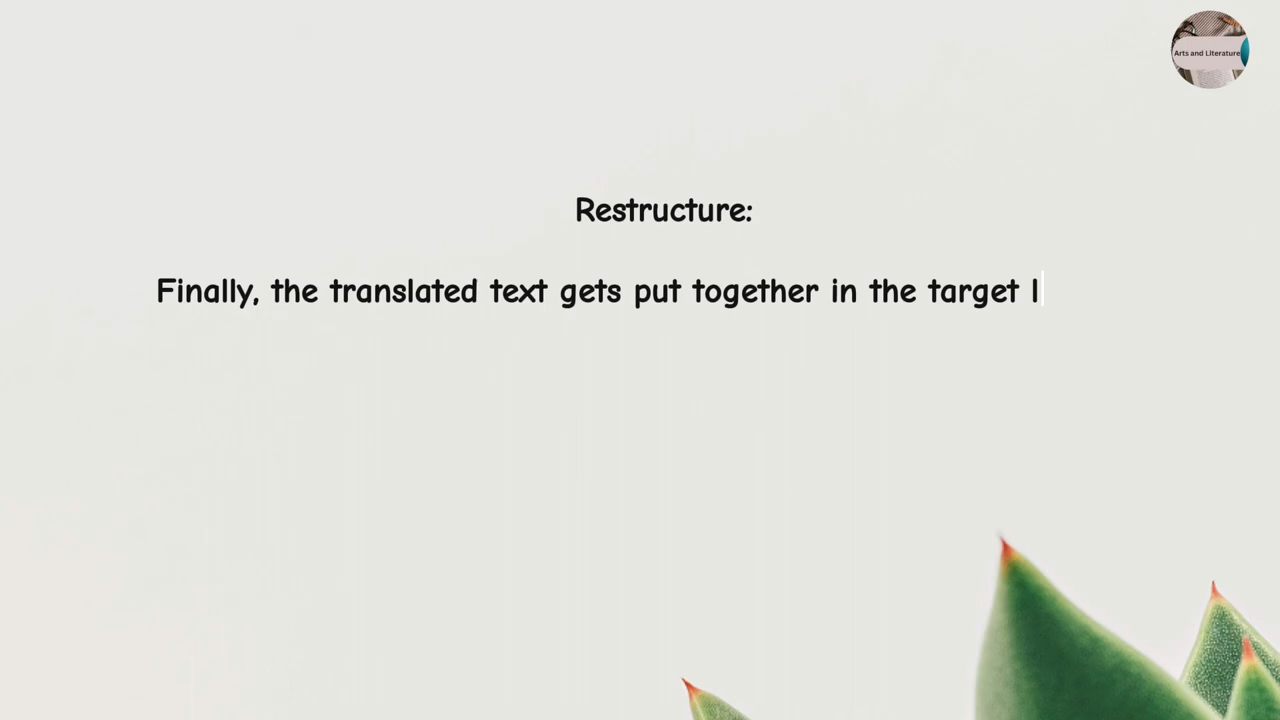 Arts and Literature
Restructure:
Finally, the translated text gets put together in the target l